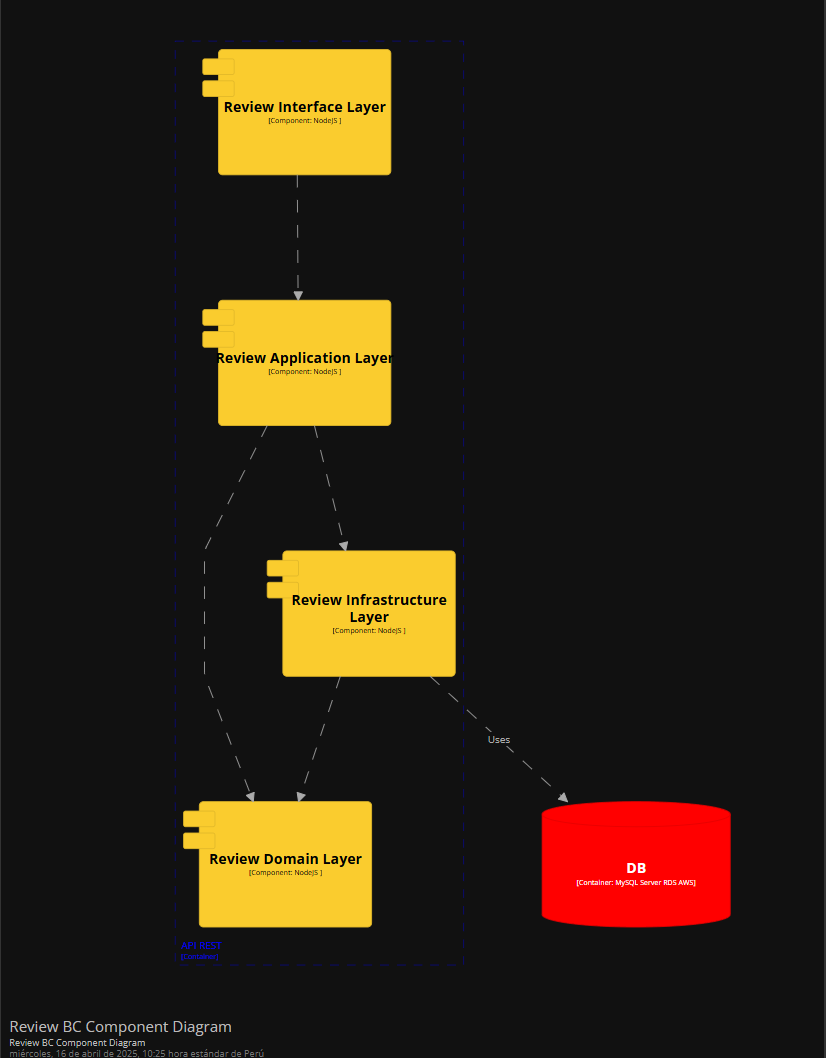 Review Interface Layer
[Component: NodeJS ]
Review Application Layer
[Component: NodeJS ]
Review Infrastructure
Layer
[Component: NodeJS ]
Uses
Review Domain Layer
[Component: NodeJS ]
DB
[Container: MySQL Server RDS AWS]
API REST
[Container]
Review BC Component Diagram
Review BC Component Diagram
miércoles, 16 de abril de 2025, 10:25 hora estándar de Perú